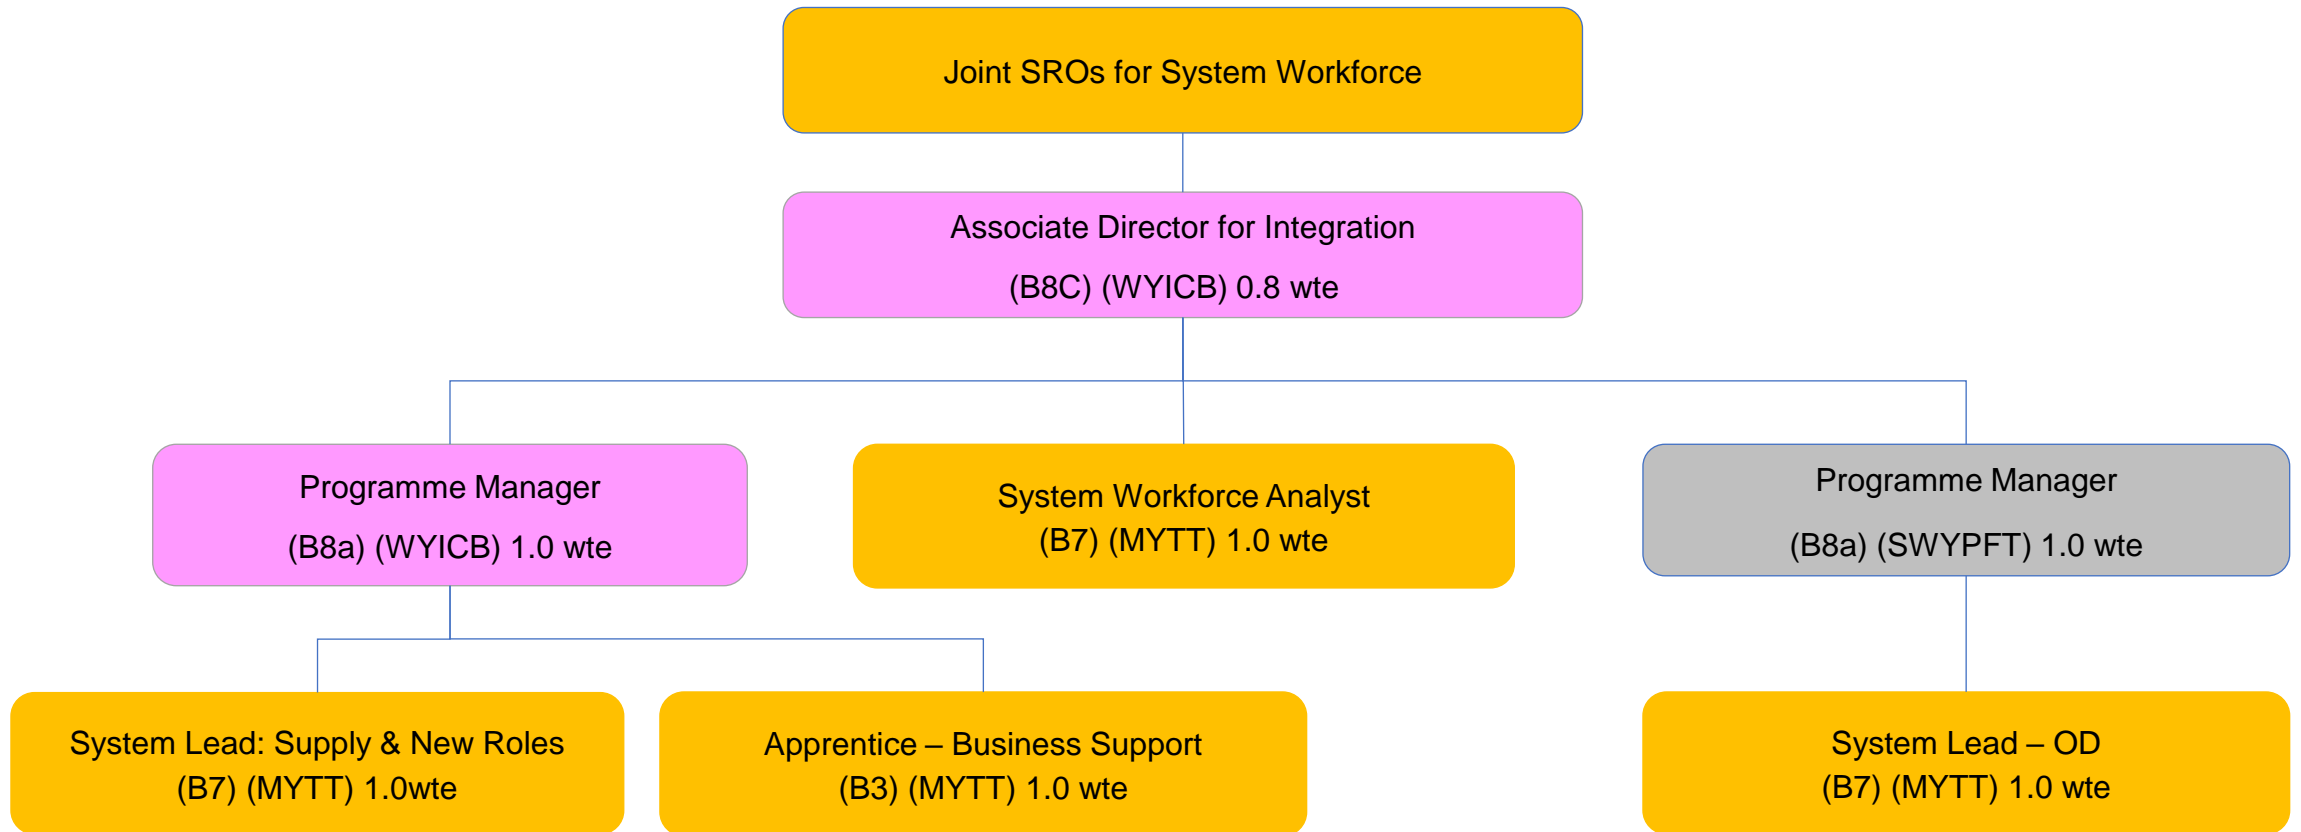 Joint SROs for System Workforce
Associate Director for Integration
(B8C) (WYICB) 0.8 wte
Programme Manager
(B8a) (WYICB) 1.0 wte
System Workforce Analyst
(B7) (MYTT) 1.0 wte
Programme Manager
(B8a) (SWYPFT) 1.0 wte
System Lead: Supply & New Roles
(B7) (MYTT) 1.0wte
Apprentice – Business Support
(B3) (MYTT) 1.0 wte
System Lead – OD
(B7) (MYTT) 1.0 wte